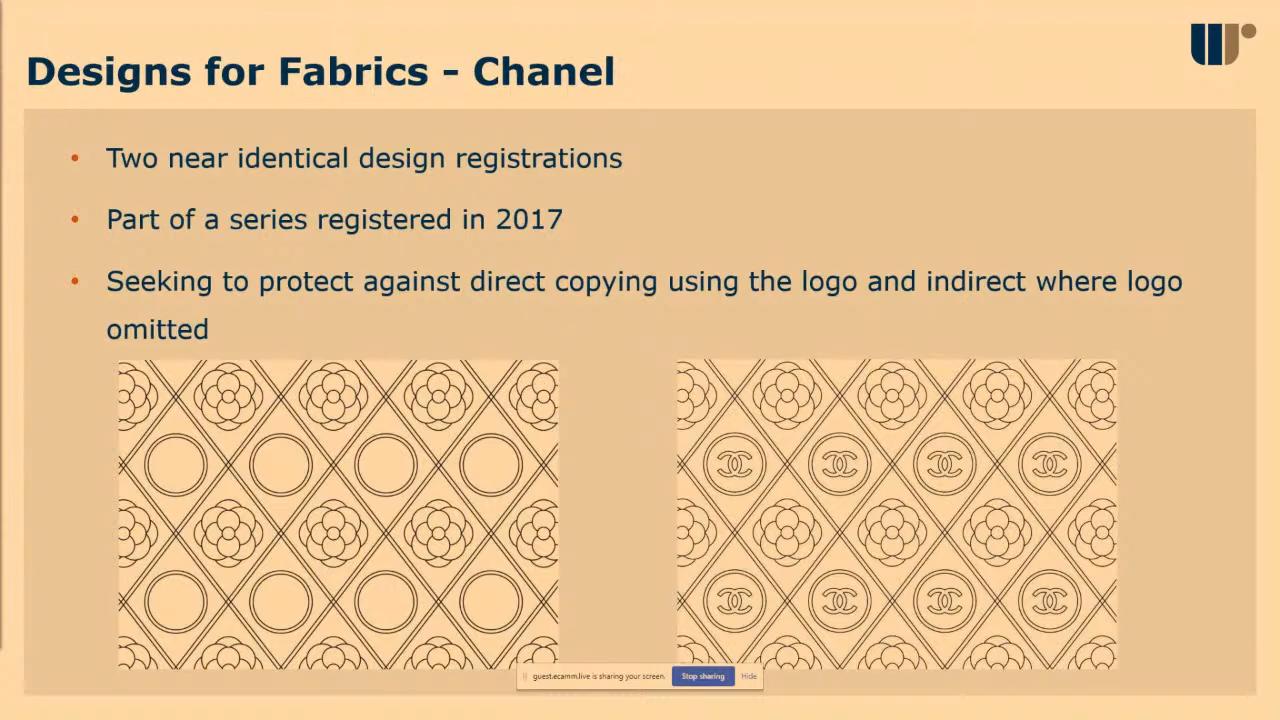 Designs for Fabrics - Chanel
• Two near identical design registrations
• Part of a series registered in 2017
• Seeking to protect against direct copying using the logo and indirect where logo
omitted
guest.ecamm.live is sharing your screen. Stop sharing Hide